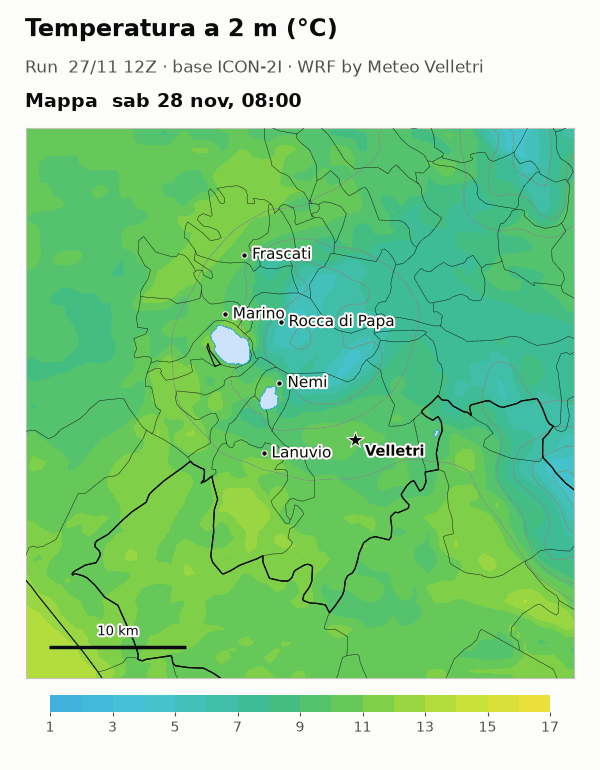 Temperatura a 2 m (°C)
Run  27/11 12Z · base ICON-2I · WRF by Meteo Velletri
Mappa  sab 28 nov, 08:00
Frascati
Marino
Rocca di Papa
Nemi
Velletri
Lanuvio
10 km
1 3 5 7 9 11 13 15 17